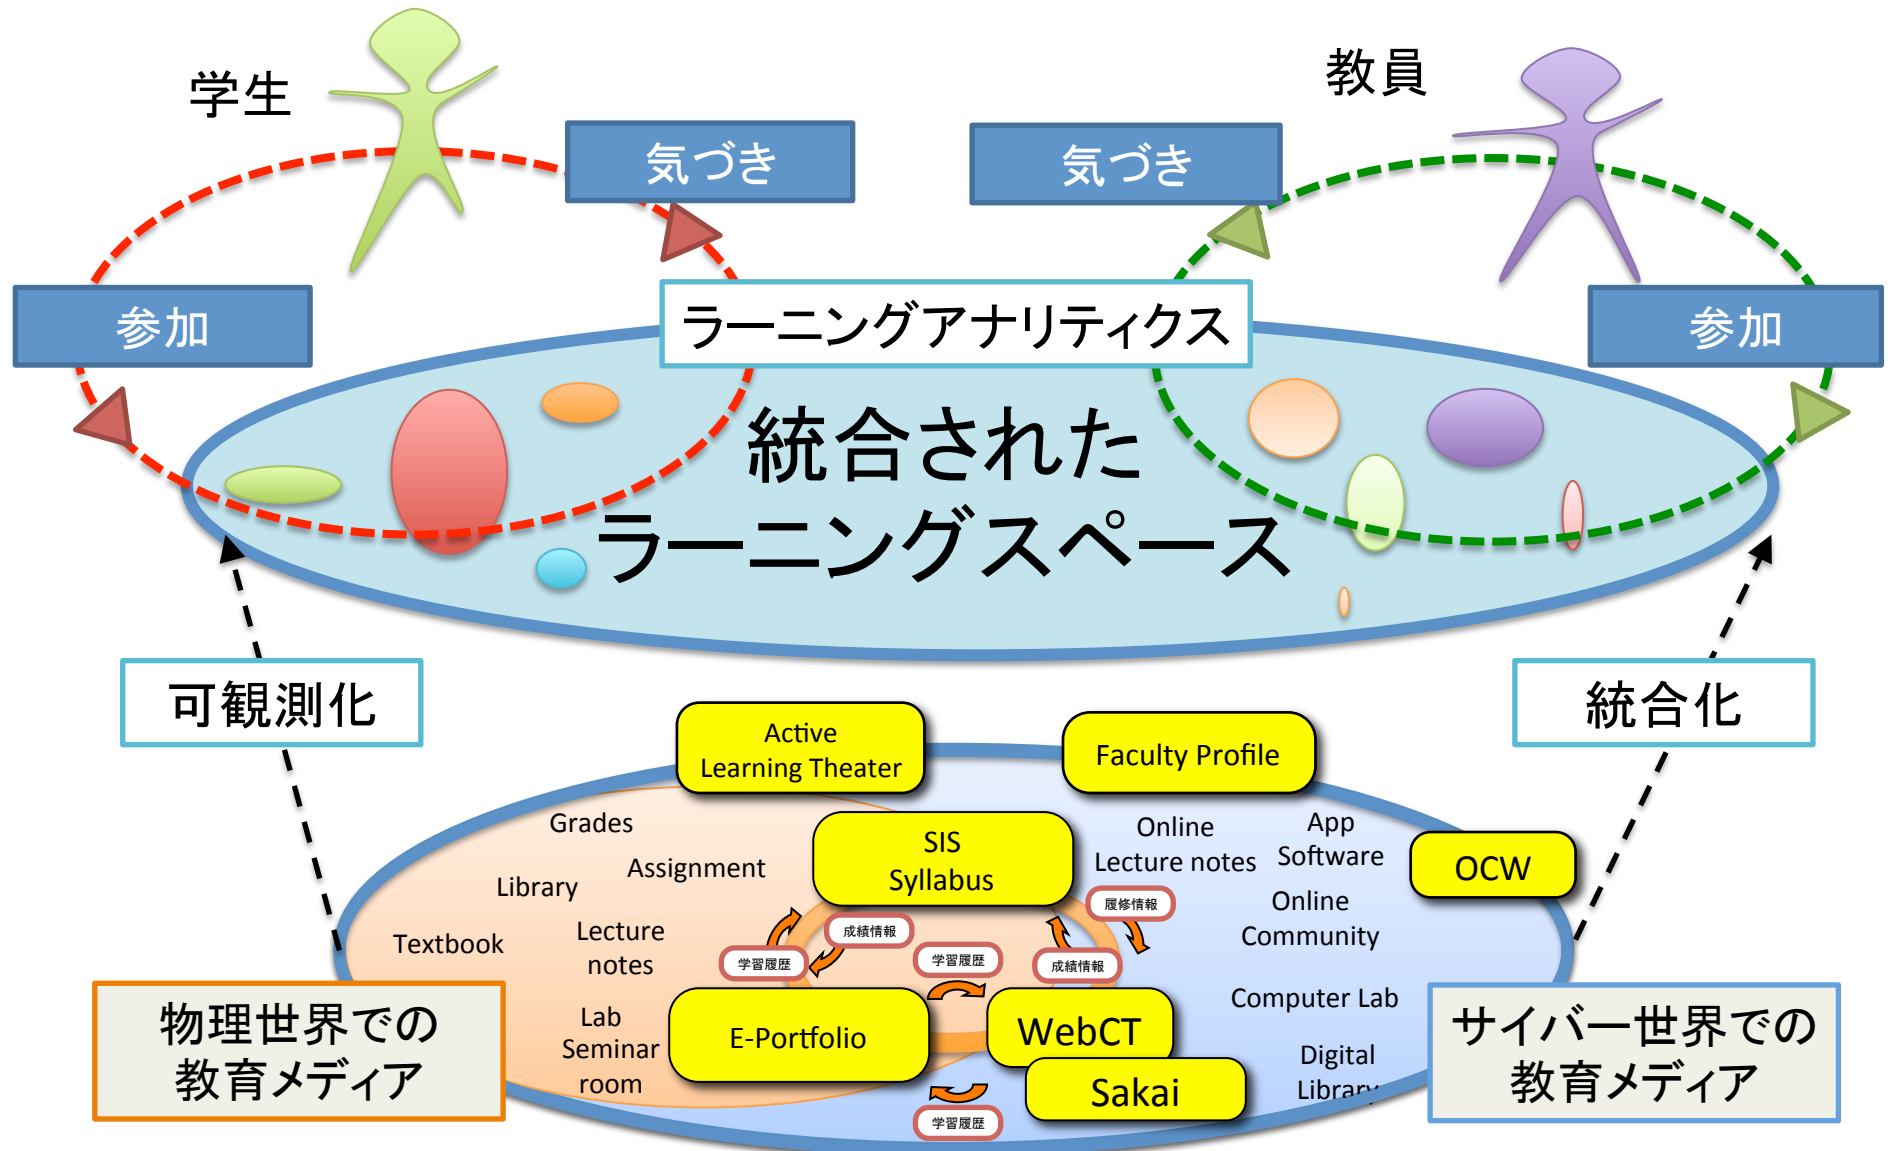 学生
教員
気づき
気づき
参加
ラーニングアナリティクス
参加
統合された
ラーニングスペース
可観測化
統合化
Active
Learning Theater
Faculty Profile
Grades
Assignment
Library
Textbook
Lecture
notes
Lab
Seminar
room
SIS
Syllabus
Online
Lecture notes
App
Software
OCW
Online
Community
Computer Lab
Digital
Library
履修情報
成績情報
学習履歴
学習履歴
成績情報
E-Portfolio
WebCT
Sakai
学習履歴
物理世界での
教育メディア
サイバー世界での
教育メディア